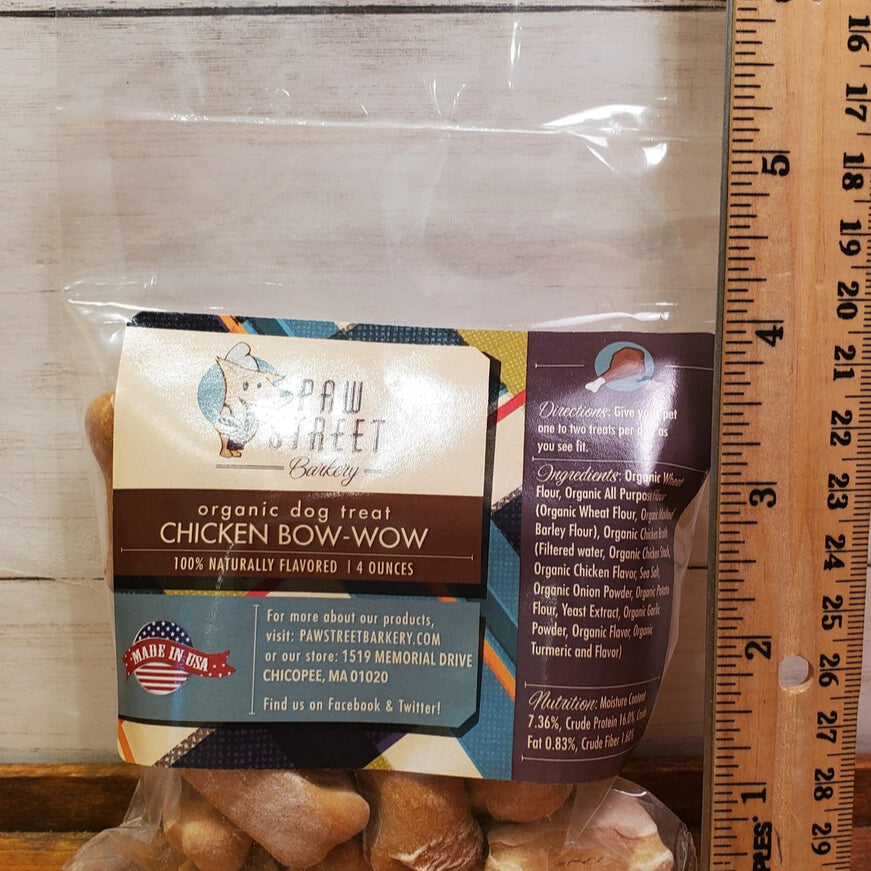 PAW
STREET
Barkery
organic dog treat
CHICKEN BOW-WOW
100% NATURALLY FLAVORED | 4 OUNCES
MADE IN USA
For more about our products,
visit: PAWSTREETBARKERY.COM
or our store: 1519 MEMORIAL DRIVE
CHICOPEE, MA 01020
Find us on Facebook & Twitter!
Directions: Give your pet
one to two treats per day as
you see fit.
Ingredients: Organic Wheat
Flour, Organic All Purpose Flour
(Organic Wheat Flour, Organic Malted
Barley Flour), Organic Chicken Broth
(Filtered water, Organic Chicken Stock,
Organic Chicken Flavor, Sea Salt,
Organic Onion Powder, Organic Potato
Flour, Yeast Extract, Organic Garlic
Powder, Organic Flavor, Organic
Turmeric and Flavor)
Nutrition: Moisture Content
7.36%, Crude Protein 16.0% Crude
Fat 0.83%, Crude Fiber
5
4
3
2
1
16
17
18
19
20
21
22
23
24
25
26
27
28
29